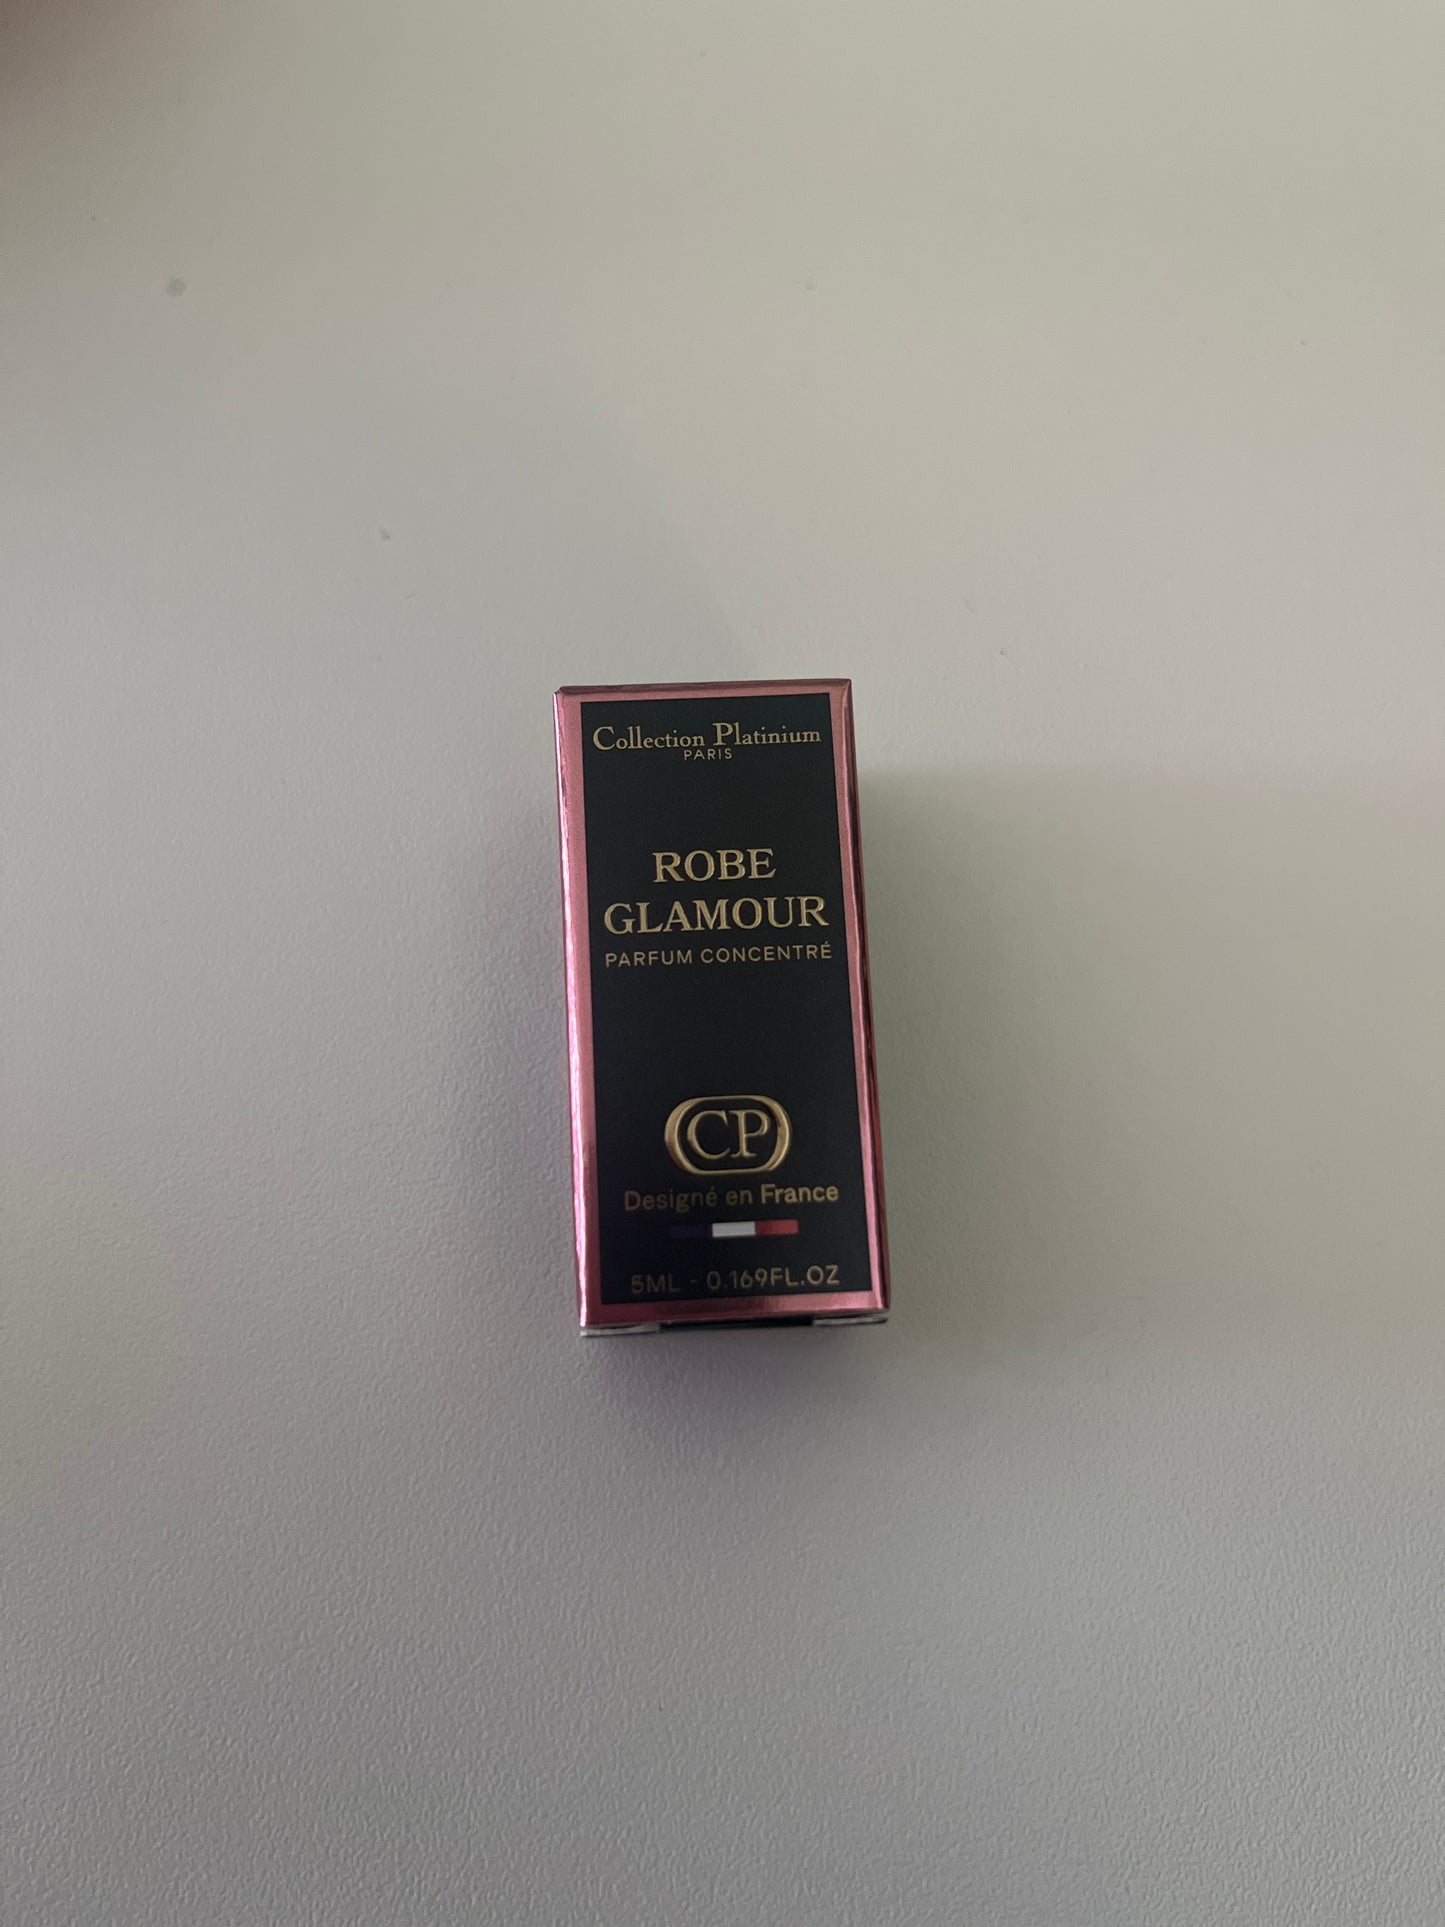 Collection Platinium
PARIS
ROBE
GLAMOUR
PARFUM CONCENTRÉ
CP
Designé en France
5ML - 0.169FL.OZ